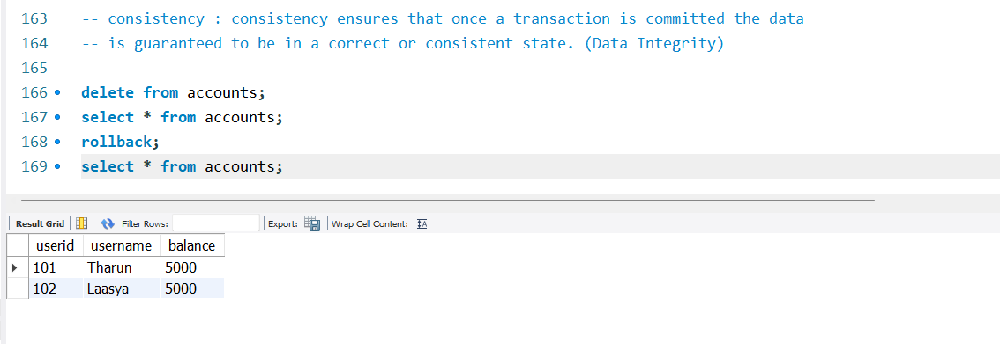 163 -- consistency : consistency ensures that once a transaction is committed the data
164 -- is guaranteed to be in a correct or consistent state. (Data Integrity)
165
166 delete from accounts;
167 select * from accounts;
168 rollback;
169 select * from accounts;
Result Grid Filter Rows: Export: Wrap Cell Content:
userid username balance
101 Tharun 5000
102 Laasya 5000